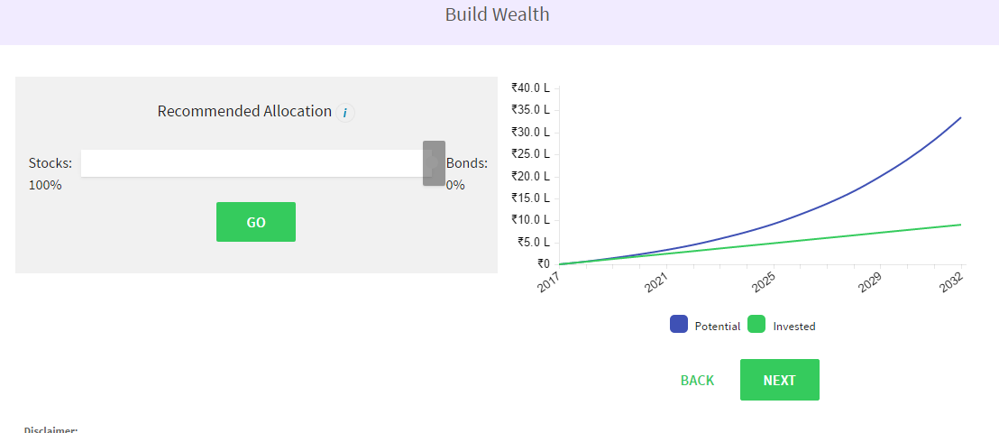 Build Wealth
Recommended Allocation i
Stocks:
100%
Bonds:
0%
GO
₹40.0 L
₹35.0 L
₹30.0 L
₹25.0 L
₹20.0 L
₹15.0 L
₹10.0 L
₹5.0 L
₹0
2017 2021 2025 2029 2032
Potential Invested
BACK NEXT
Disclaimer: